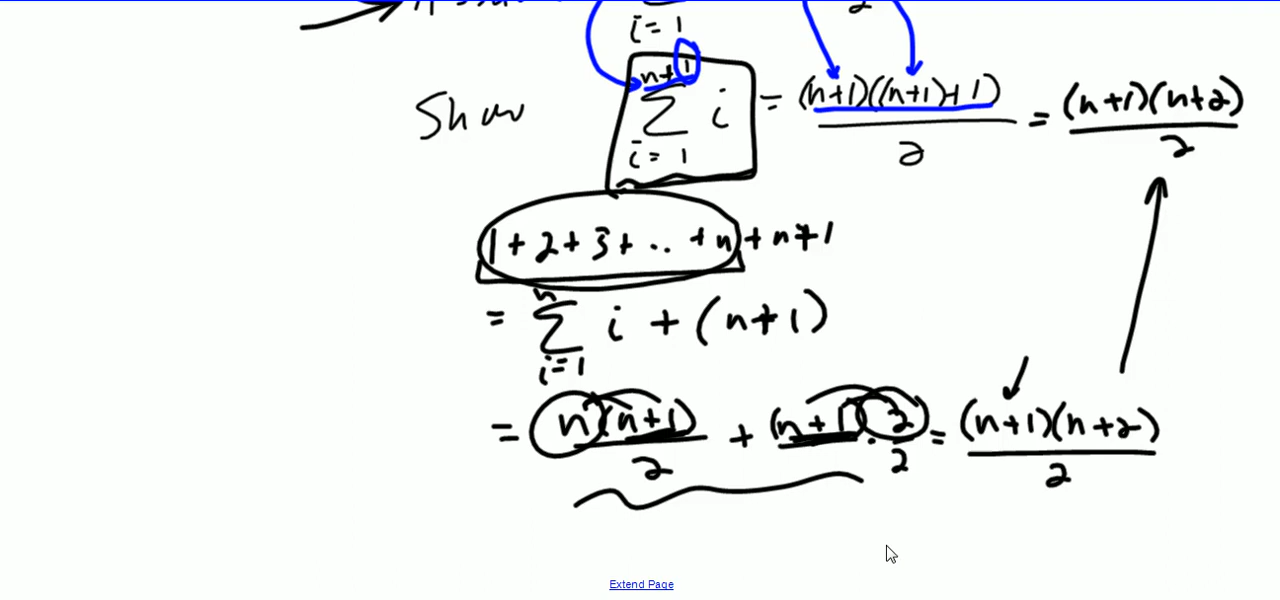 i = 1
Show n+1 Σ i = 1 i = (n+1)((n+1)+1) / 2 = (n+1)(n+2) / 2
1 + 2 + 3 + .. + n + n+1
= n Σ i=1 i + (n+1)
= n(n+1) / 2 + (n+1) · 2 / 2 = (n+1)(n+2) / 2
Extend Page